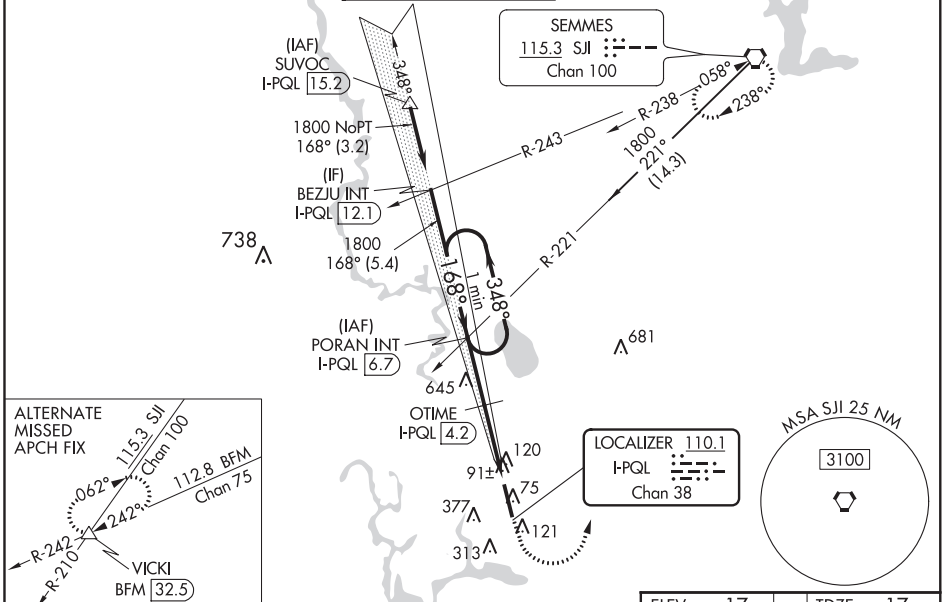 SEMMES
115.3 SJI
Chan 100
(IAF)
SUVOC
I-PQL 15.2
348°
1800 NoPT
168° (3.2)
058°
238°
R-238
R-243
1800
221°
(14.3)
R-221
(IF)
BEZJU INT
I-PQL 12.1
738
1800
168° (5.4)
168°
1 min
348°
(IAF)
PORAN INT
I-PQL 6.7
681
645
OTIME
I-PQL 4.2
120
91±
75
377
121
313
LOCALIZER 110.1
I-PQL
Chan 38
MSA SJI 25 NM
3100
ALTERNATE
MISSED
APCH FIX
115.3 SJI
Chan 100
112.8 BFM
Chan 75
062°
242°
R-242
R-210
VICKI
BFM 32.5
ELEV 17
TDZE 17